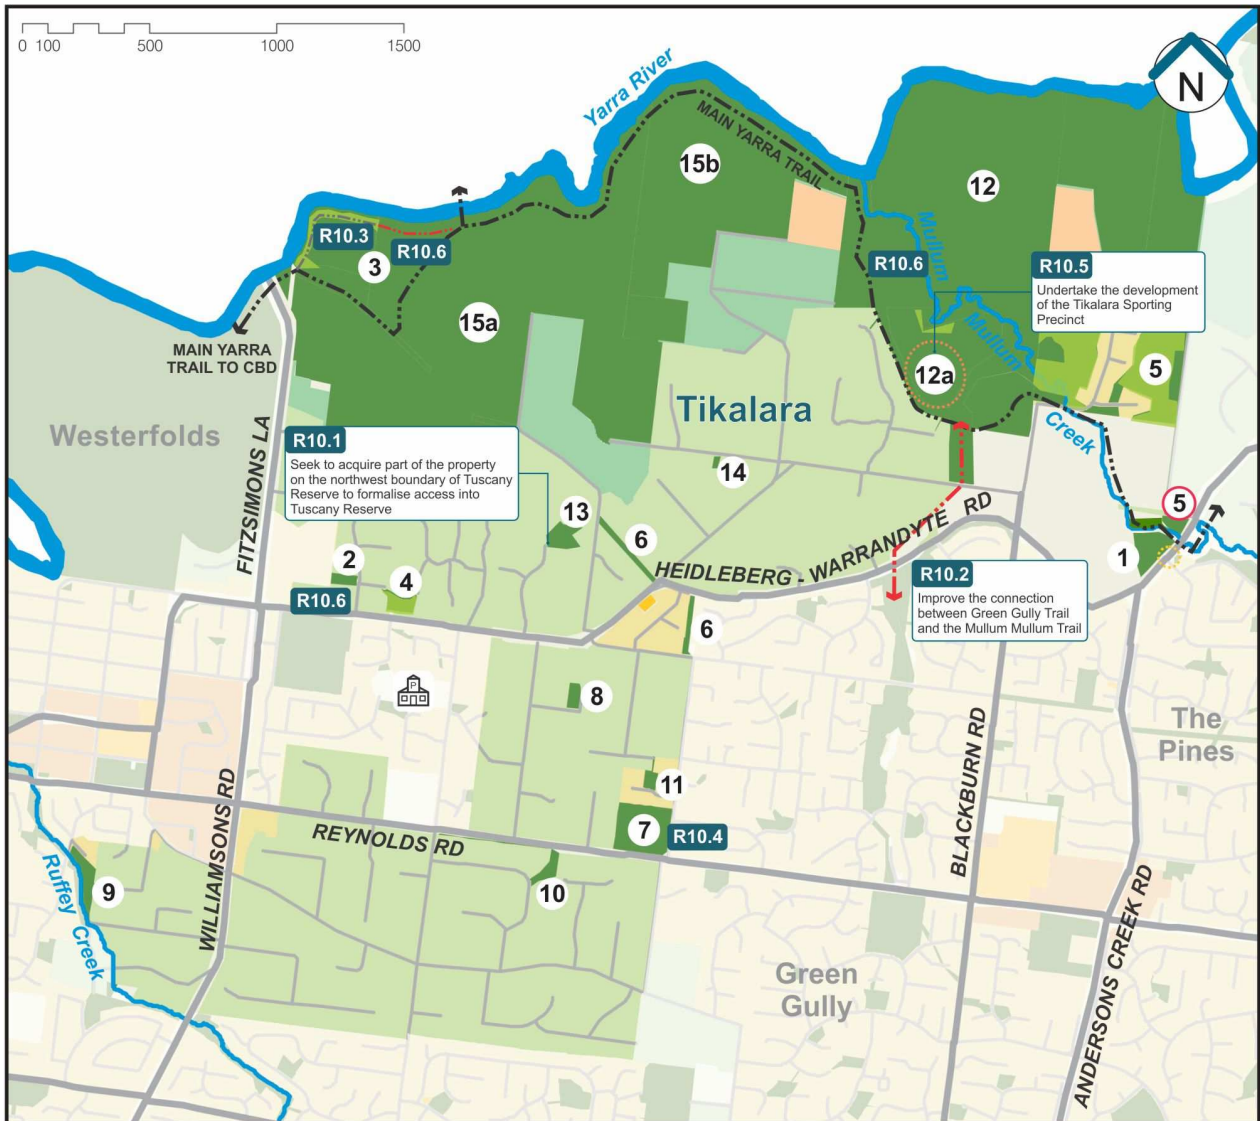 0 100 500 1000 1500
N
Yarra River
MAIN YARRA TRAIL
15b
12
Mullum
R10.3
R10.6
3
R10.6
R10.5
Undertake the development
of the Tikalara Sporting
Precinct
15a
MAIN YARRA
TRAIL TO CBD
Mullum
12a
5
Tikalara
Westerfolds
FITZSIMONS LA
Creek
R10.1
Seek to acquire part of the property
on the northwest boundary of Tuscany
Reserve to formalise access into
Tuscany Reserve
14
13
6
5
HEIDLEBERG - WARRANDYTE RD
2
4
1
R10.6
R10.2
Improve the connection
between Green Gully Trail
and the Mullum Mullum Trail
6
P
8
The
Pines
11
7
R10.4
BLACKBURN RD
WILLIAMSONS RD
REYNOLDS RD
9
10
Ruffey Creek
Green
Gully
ANDERSONS CREEK RD